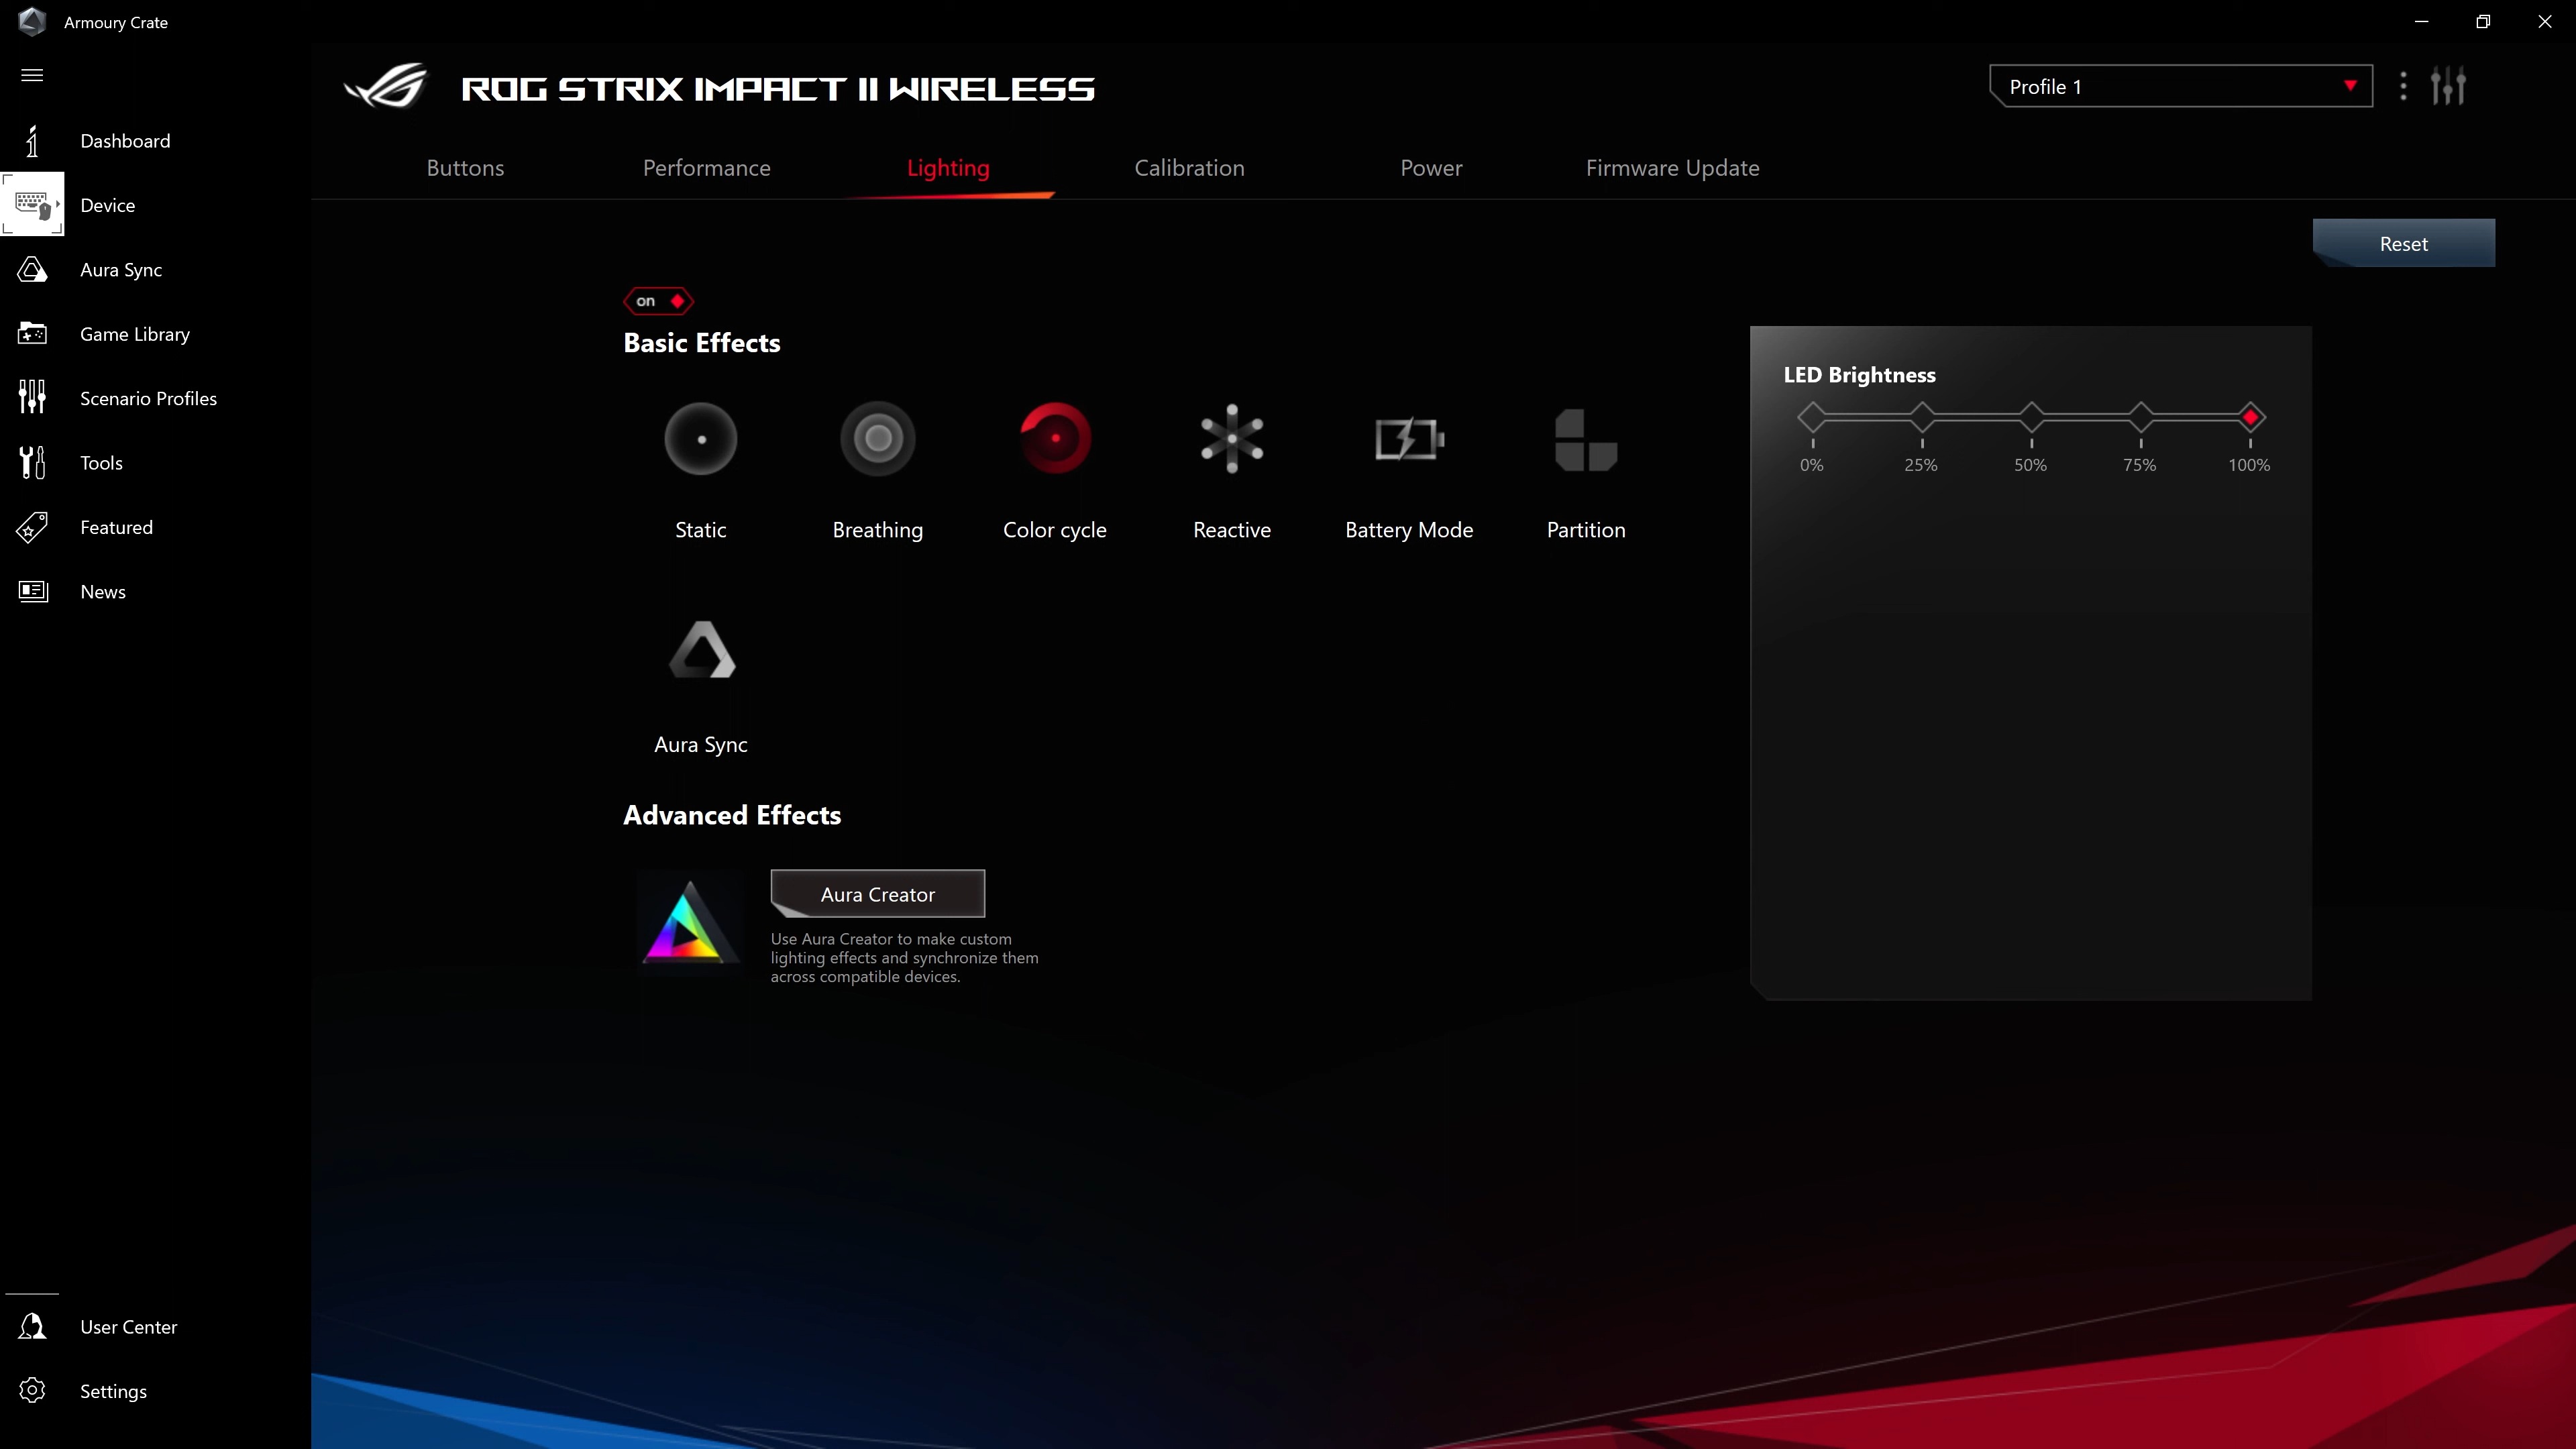 Armoury Crate
ROG STRIX IMPACT II WIRELESS
Profile 1
Dashboard
Device
Aura Sync
Game Library
Scenario Profiles
Tools
Featured
News
User Center
Settings
Buttons
Performance
Lighting
Calibration
Power
Firmware Update
Reset
on
Basic Effects
Static
Breathing
Color cycle
Reactive
Battery Mode
Partition
Aura Sync
Advanced Effects
Aura Creator
Use Aura Creator to make custom
lighting effects and synchronize them
across compatible devices.
LED Brightness
0%
25%
50%
75%
100%